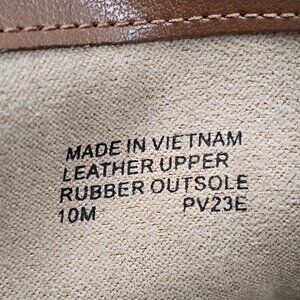 MADE IN VIETNAM
LEATHER.UPPER
RUBBER OUTSOLE
10M PV23E